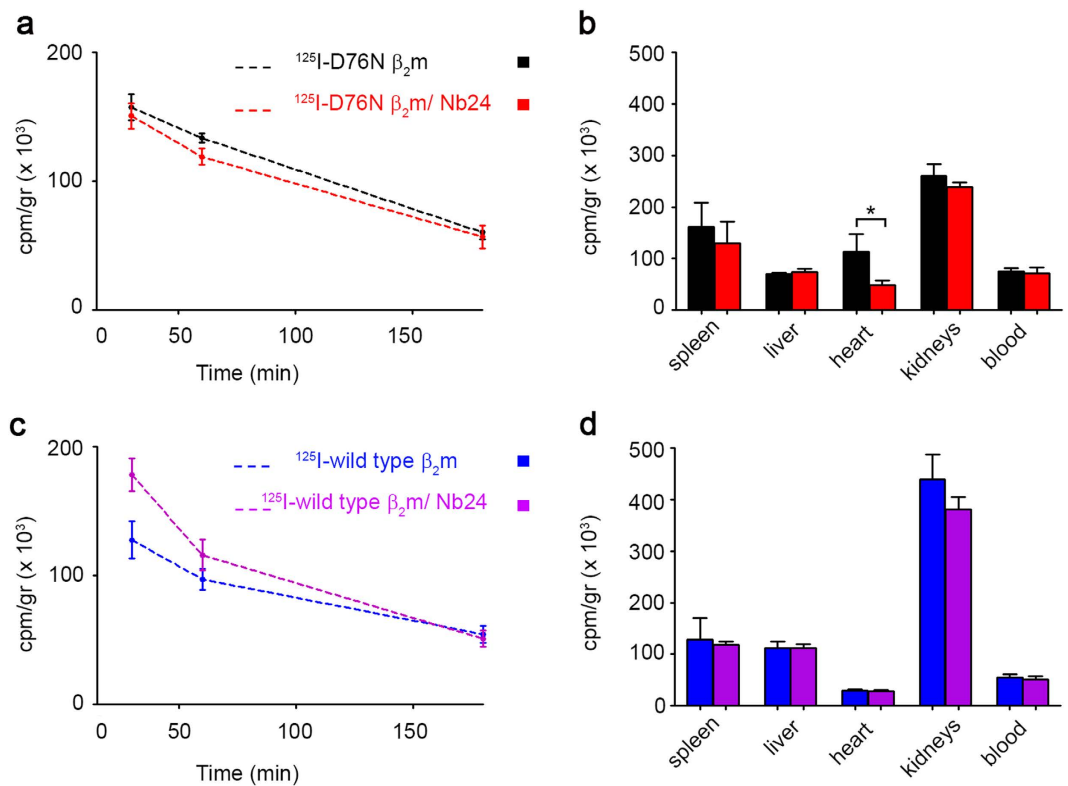 a
200
100
0
cpm/gr (x 10³)
0 50 100 150
Time (min)
¹²⁵I-D76N β₂m
¹²⁵I-D76N β₂m/ Nb24
b
500
400
300
200
100
0
cpm/gr (x 10³)
*
spleen liver heart kidneys blood
c
200
100
0
cpm/gr (x 10³)
0 50 100 150
Time (min)
¹²⁵I-wild type β₂m
¹²⁵I-wild type β₂m/ Nb24
d
500
400
300
200
100
0
cpm/gr (x 10³)
spleen liver heart kidneys blood